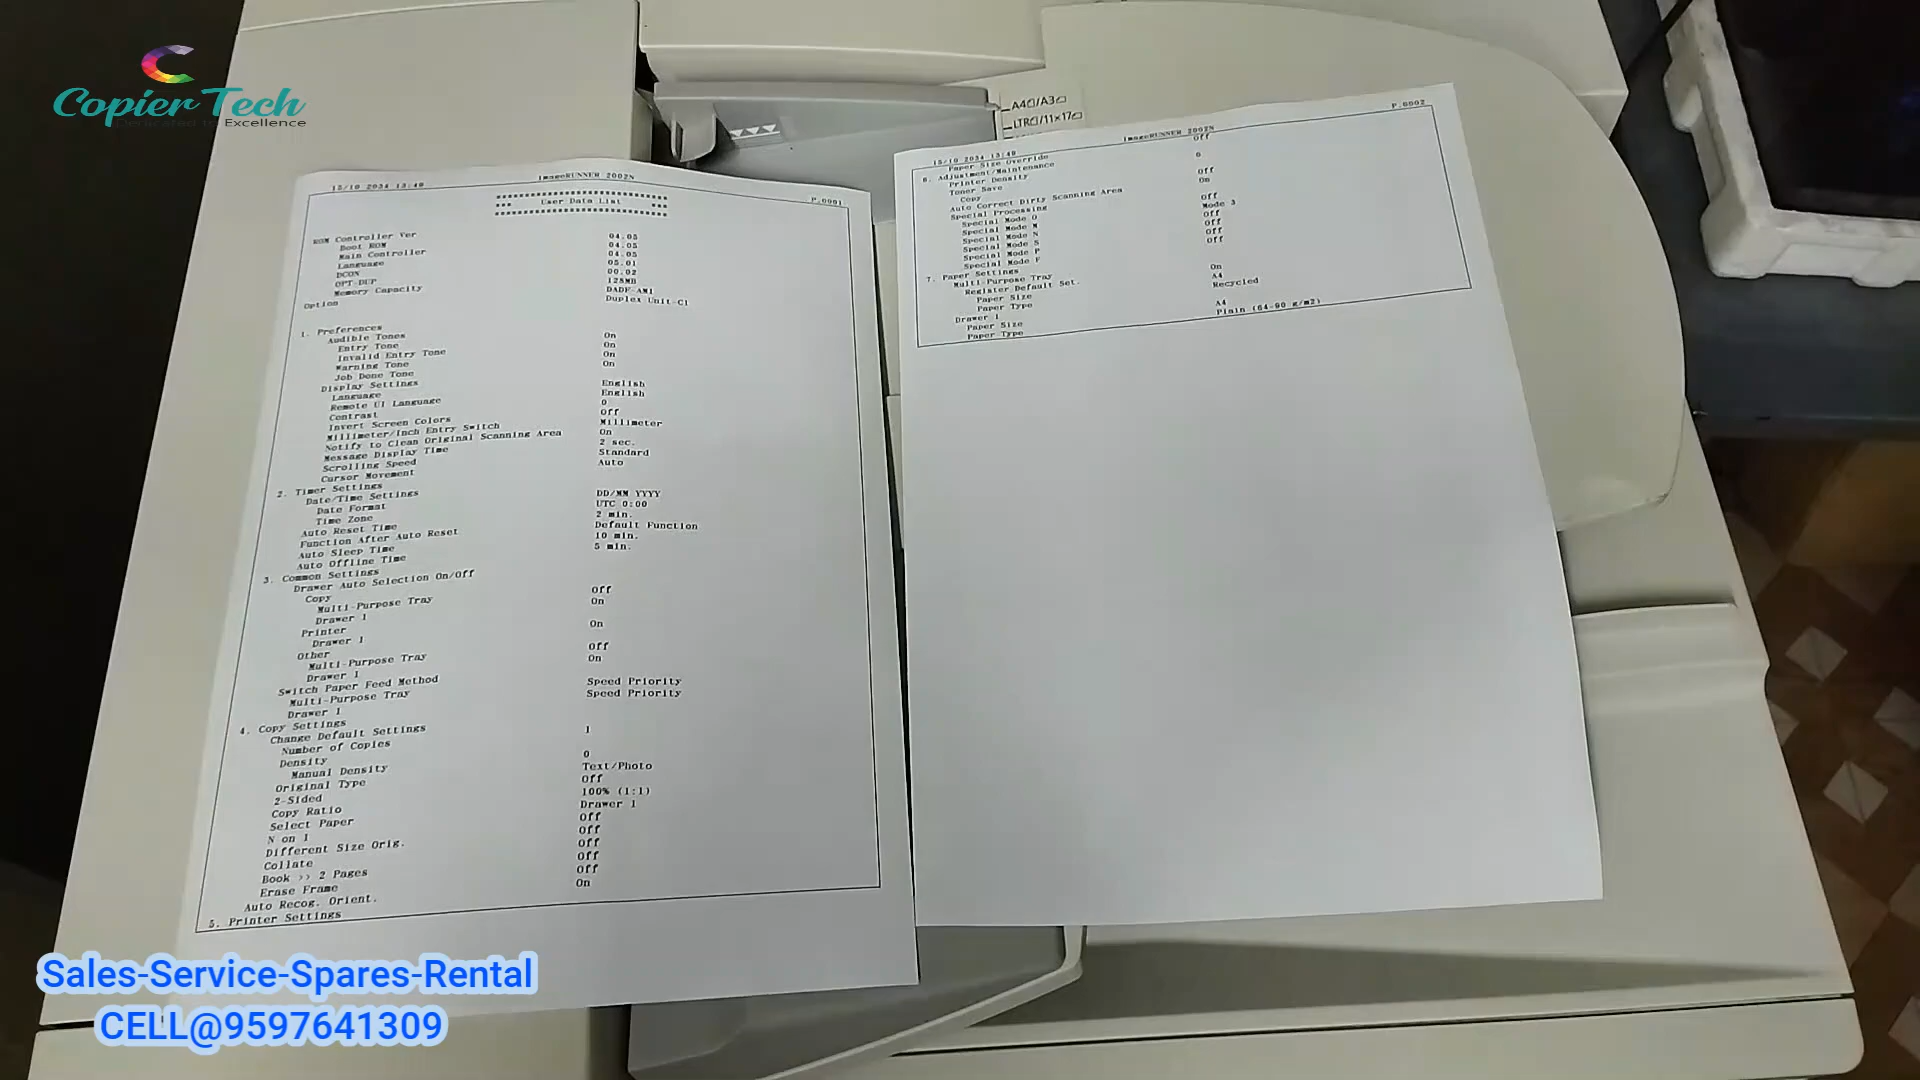 Copier Tech
Dedicated to Excellence
A4/A3
LTR/11×17
15/10 2034 13:49 imageRUNNER 2002N P.0001
User Data List
ROM Controller Ver
Boot ROM 04.05
Main Controller 04.05
Language 04.05
DCON 05.01
OPT-DUP 00.02
Memory Capacity 128MB
Option DADF-AM1
Duplex Unit-C1
1. Preferences
Audible Tones
Entry Tone On
Invalid Entry Tone On
Warning Tone On
Job Done Tone On
Display Settings
Language English
Remote UI Language English
Contrast 0
Invert Screen Colors Off
Millimeter/Inch Entry Switch Millimeter
Notify to Clean Original Scanning Area On
Message Display Time 2 sec.
Scrolling Speed Standard
Cursor Movement Auto
2. Timer Settings
Date/Time Settings
Date Format DD/MM YYYY
Time Zone UTC 0:00
Auto Reset Time 2 min.
Function After Auto Reset Default Function
Auto Sleep Time 10 min.
Auto Offline Time 5 min.
3. Common Settings
Drawer Auto Selection On/Off
Copy
Multi-Purpose Tray Off
Drawer 1 On
Printer
Drawer 1 On
Other
Multi-Purpose Tray Off
Drawer 1 On
Switch Paper Feed Method
Multi-Purpose Tray Speed Priority
Drawer 1 Speed Priority
4. Copy Settings
Change Default Settings
Number of Copies 1
Density
Manual Density 0
Original Type Text/Photo
2-Sided Off
Copy Ratio 100% (1:1)
Select Paper Drawer 1
N on 1 Off
Different Size Orig. Off
Collate Off
Book >> 2 Pages Off
Erase Frame Off
Auto Recog. Orient. On
5. Printer Settings
15/10 2034 13:49 imageRUNNER 2002N P.0002
Paper Size Override Off
6. Adjustment/Maintenance
Printer Density 6
Toner Save
Copy Off
Auto Correct Dirty Scanning Area On
Special Processing
Special Mode O Off
Special Mode M Mode 3
Special Mode N Off
Special Mode S Off
Special Mode P Off
Special Mode F Off
7. Paper Settings
Multi-Purpose Tray
Register Default Set. On
Paper Size A4
Paper Type Recycled
Drawer 1
Paper Size A4
Paper Type Plain (64-90 g/m2)
Sales-Service-Spares-Rental
CELL@9597641309